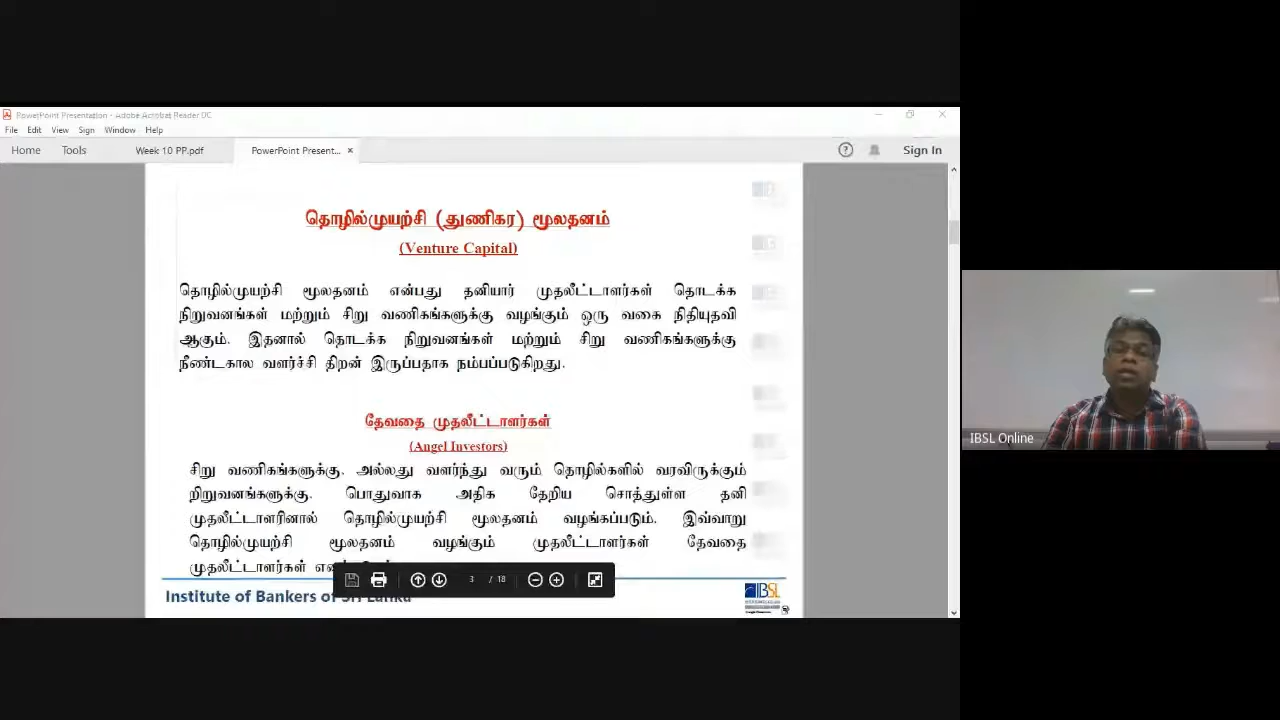 PowerPoint Presentation - Adobe Acrobat Reader DC
File Edit View Sign Window Help
Home Tools Week 10 PP.pdf PowerPoint Present... × Sign In
தொழில்முயற்சி (துணிகர) மூலதனம்
(Venture Capital)
தொழில்முயற்சி மூலதனம் என்பது தனியார் முதலீட்டாளர்கள் தொடக்க
நிறுவனங்கள் மற்றும் சிறு வணிகங்களுக்கு வழங்கும் ஒரு வகை நிதியுதவி
ஆகும். இதனால் தொடக்க நிறுவனங்கள் மற்றும் சிறு வணிகங்களுக்கு
நீண்டகால வளர்ச்சி திறன் இருப்பதாக நம்பப்படுகிறது.
தேவதை முதலீட்டாளர்கள்
(Angel Investors)
சிறு வணிகங்களுக்கு, அல்லது வளர்ந்து வரும் தொழில்களில் வரவிருக்கும்
றிறுவனங்களுக்கு, பொதுவாக அதிக தேறிய சொத்துள்ள தனி
முதலீட்டாளரினால் தொழில்முயற்சி மூலதனம் வழங்கப்படும். இவ்வாறு
தொழில்முயற்சி மூலதனம் வழங்கும் முதலீட்டாளர்கள் தேவதை
முதலீட்டாளர்கள்
3 / 18
Institute of Bankers of Sri Lanka
IBSL
IBSL Online